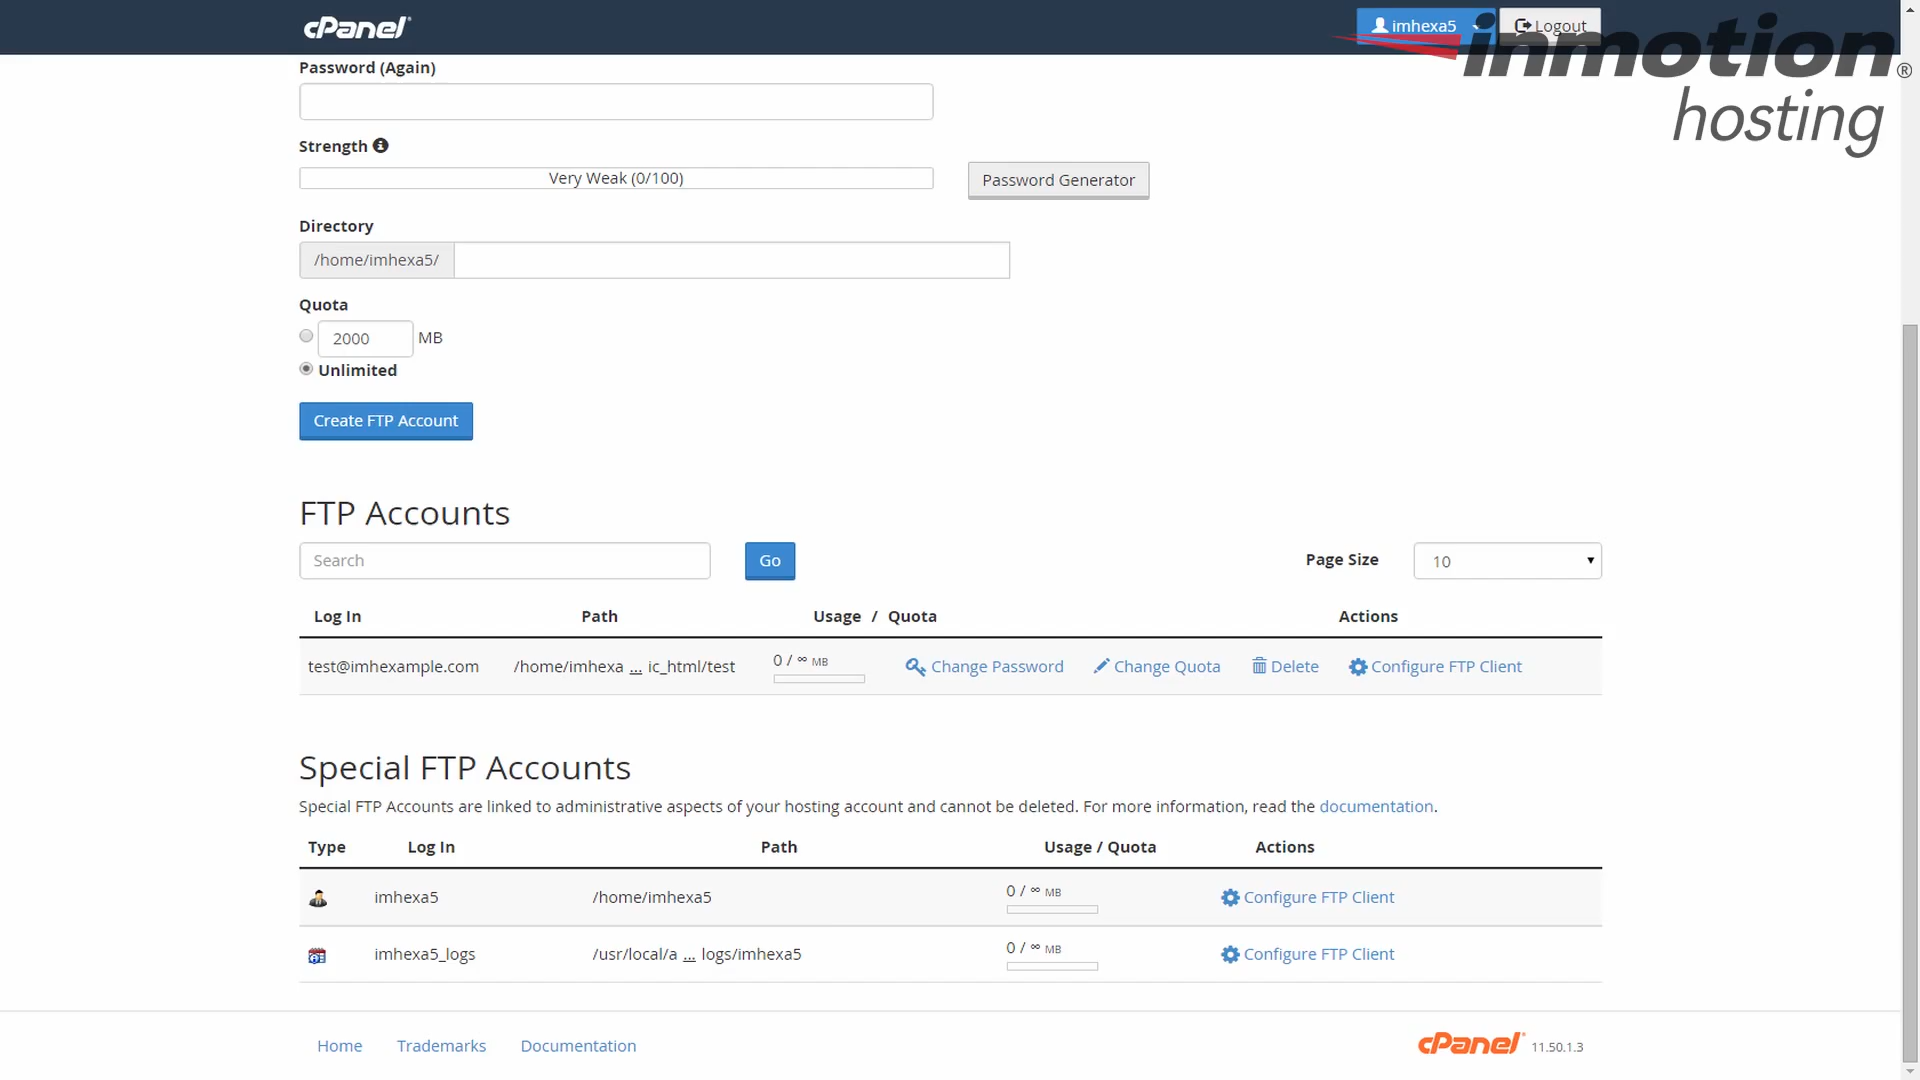 cPanel®
imhexa5
Logout
inmotion®
hosting
Password (Again)
Strength
Very Weak (0/100)
Password Generator
Directory
/home/imhexa5/
Quota
2000 MB
Unlimited
Create FTP Account
FTP Accounts
Search Go Page Size 10
Log In Path Usage / Quota Actions
test@imhexample.com /home/imhexa ... ic_html/test 0 / ∞ MB Change Password Change Quota Delete Configure FTP Client
Special FTP Accounts
Special FTP Accounts are linked to administrative aspects of your hosting account and cannot be deleted. For more information, read the documentation.
Type Log In Path Usage / Quota Actions
imhexa5 /home/imhexa5 0 / ∞ MB Configure FTP Client
imhexa5_logs /usr/local/a ... logs/imhexa5 0 / ∞ MB Configure FTP Client
Home Trademarks Documentation cPanel® 11.50.1.3